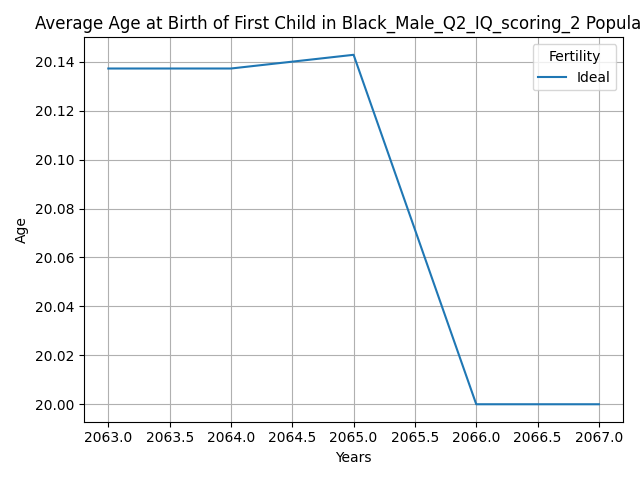 Average Age at Birth of First Child in Black_Male_Q2_IQ_scoring_2 Popula
Fertility
Ideal
20.14
20.12
20.10
20.08
20.06
20.04
20.02
20.00
Age
2063.0 2063.5 2064.0 2064.5 2065.0 2065.5 2066.0 2066.5 2067.0
Years